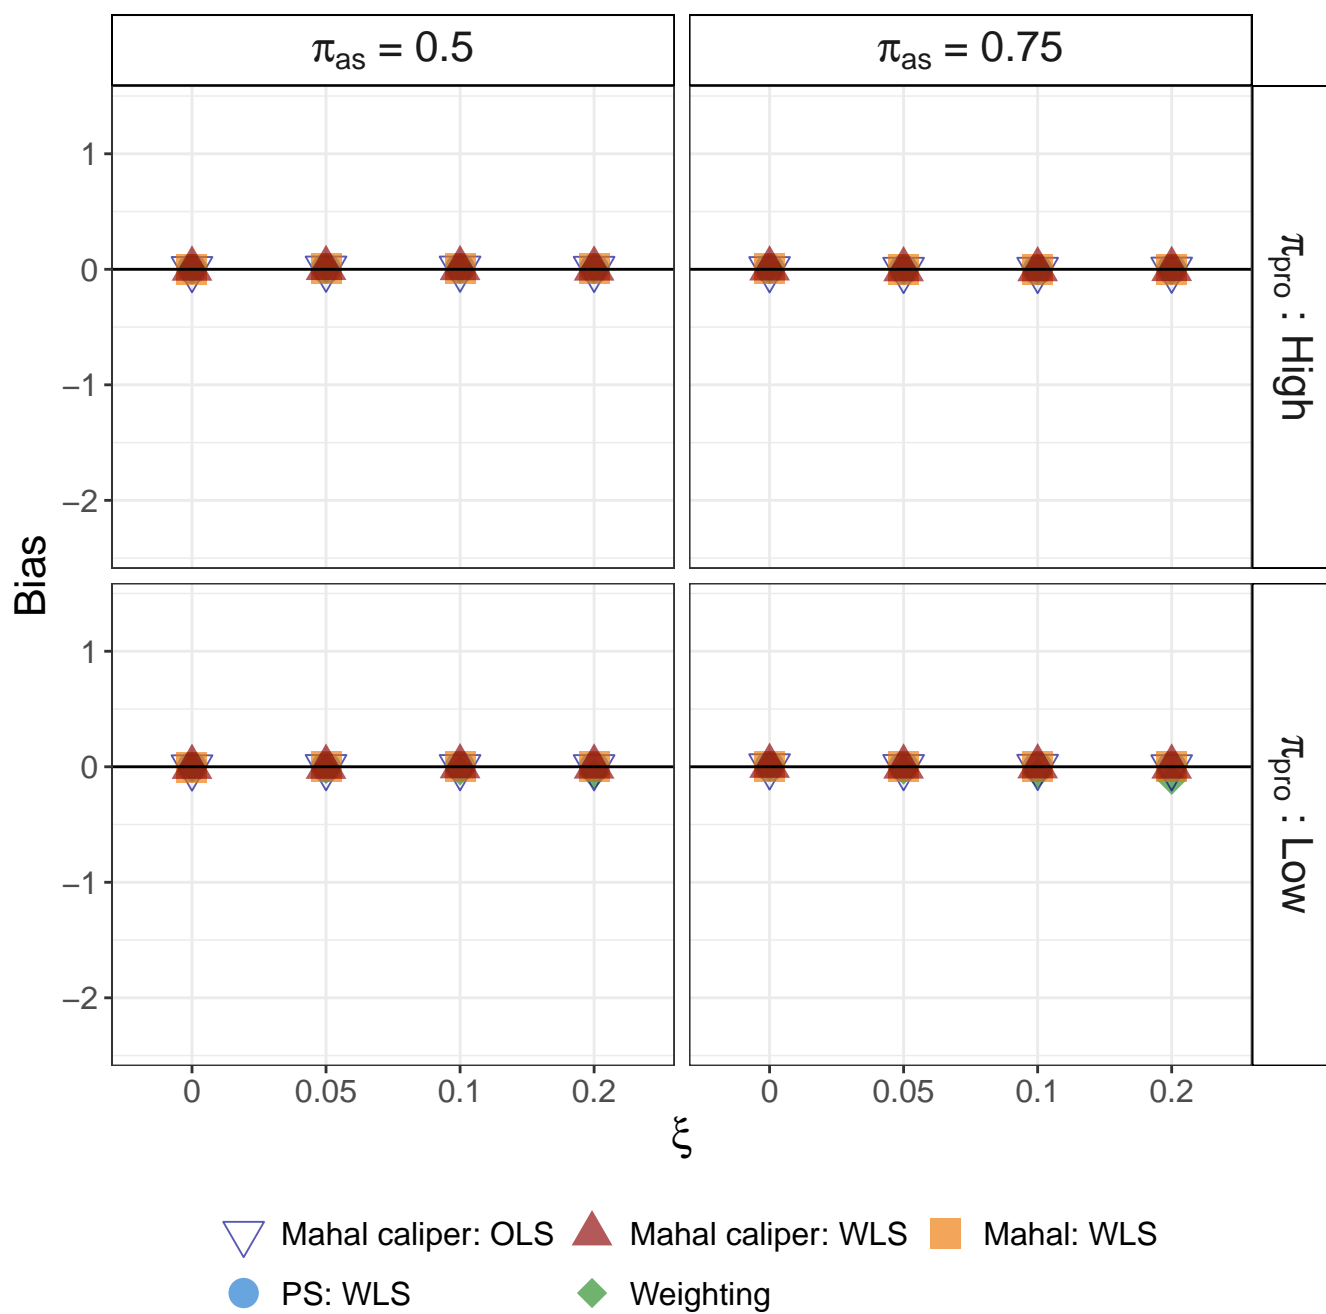 π_as = 0.5
π_as = 0.75
1
0
−1
−2
π_pro : High
Bias
1
0
−1
−2
π_pro : Low
0 0.05 0.1 0.2
0 0.05 0.1 0.2
ξ
Mahal caliper: OLS
Mahal caliper: WLS
Mahal: WLS
PS: WLS
Weighting